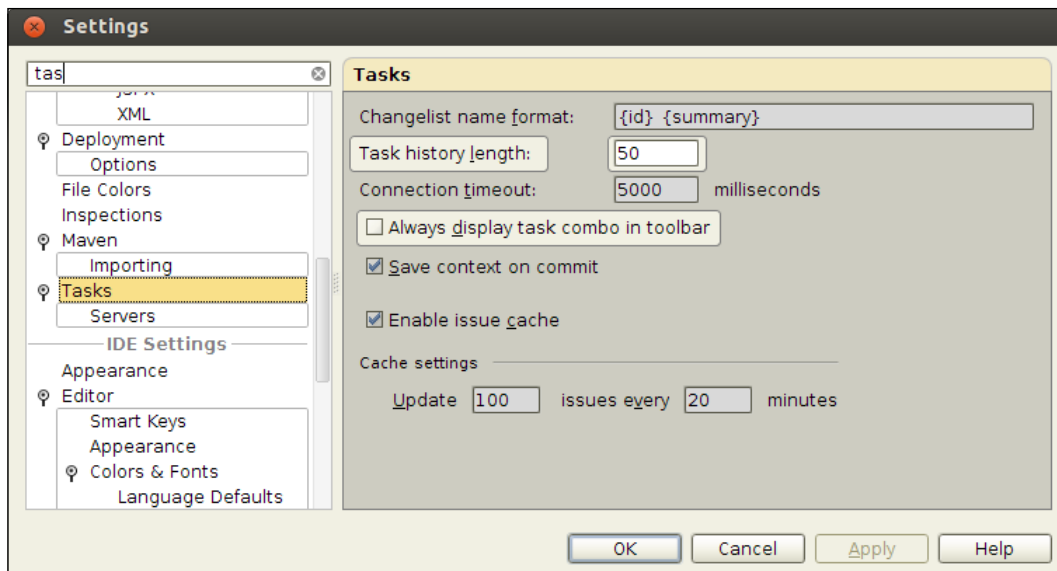 Settings
tas
XML
Deployment
Options
File Colors
Inspections
Maven
Importing
Tasks
Servers
IDE Settings
Appearance
Editor
Smart Keys
Appearance
Colors & Fonts
Language Defaults
Tasks
Changelist name format: {id} {summary}
Task history length: 50
Connection timeout: 5000 milliseconds
Always display task combo in toolbar
Save context on commit
Enable issue cache
Cache settings
Update 100 issues every 20 minutes
OK Cancel Apply Help